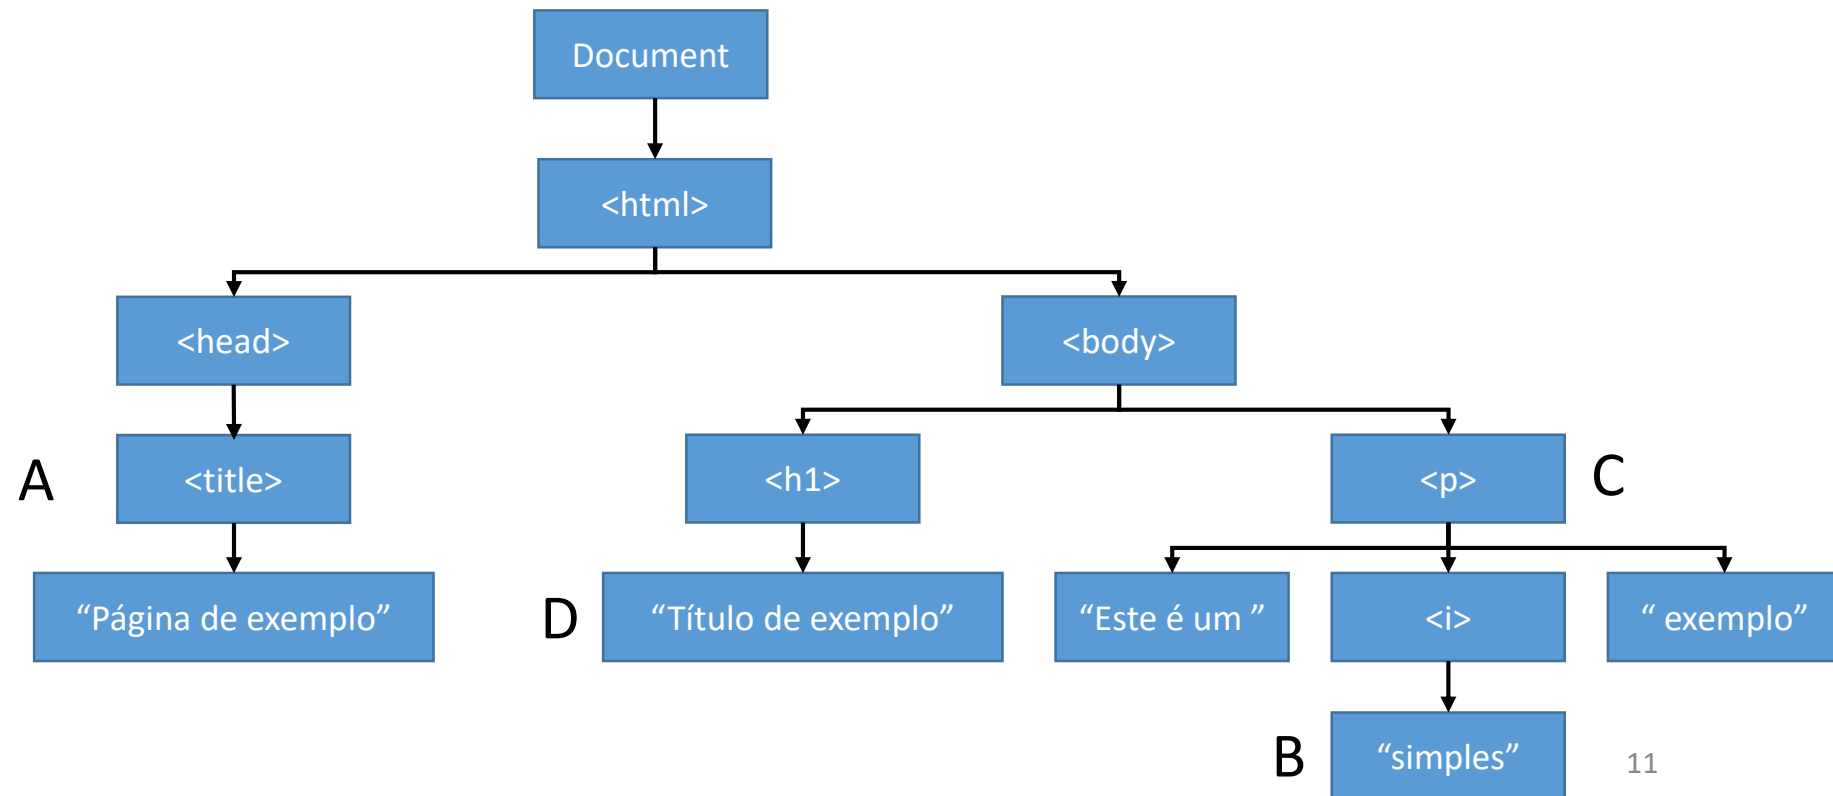 Document
<html>
<head>
<body>
A
<title>
<h1>
<p>
C
“Página de exemplo”
D
“Título de exemplo”
“Este é um ”
<i>
“ exemplo”
B
“simples”
11